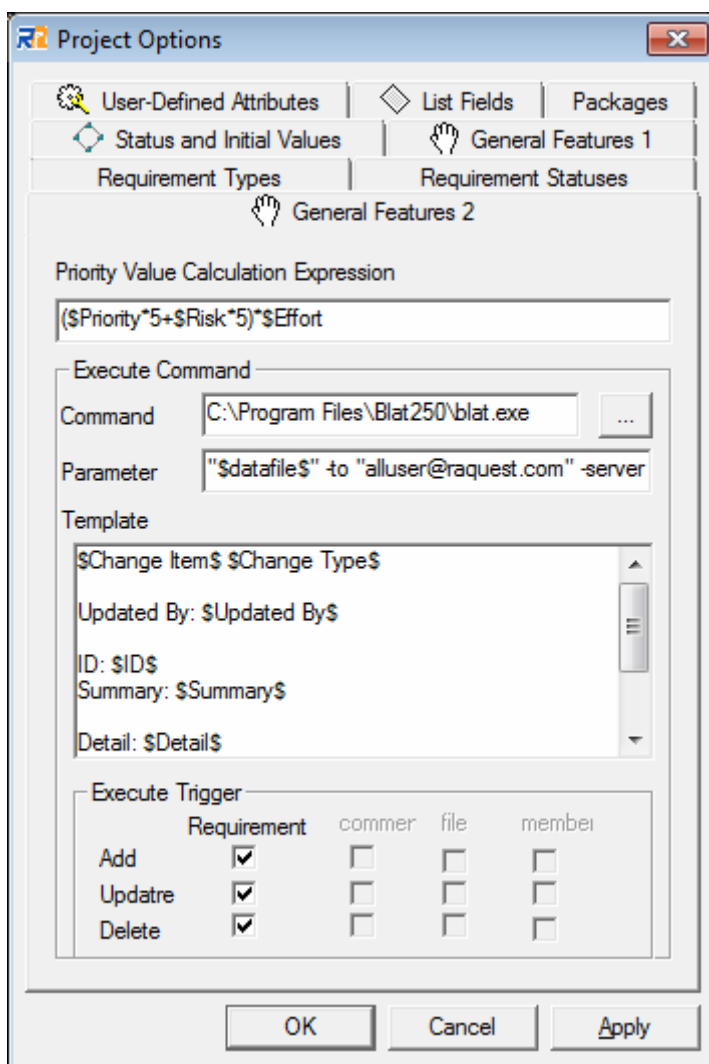 Project Options
User-Defined Attributes List Fields Packages
Status and Initial Values General Features 1
Requirement Types Requirement Statuses
General Features 2
Priority Value Calculation Expression
($Priority*5+$Risk*5)*$Effort
Execute Command
Command C:\Program Files\Blat250\blat.exe ...
Parameter "$datafile$" -to "alluser@raquest.com" -server
Template
$Change Item$ $Change Type$
Updated By: $Updated By$
ID: $ID$
Summary: $Summary$
Detail: $Detail$
Execute Trigger
Requirement commer file member
Add
Updatre
Delete
OK Cancel Apply